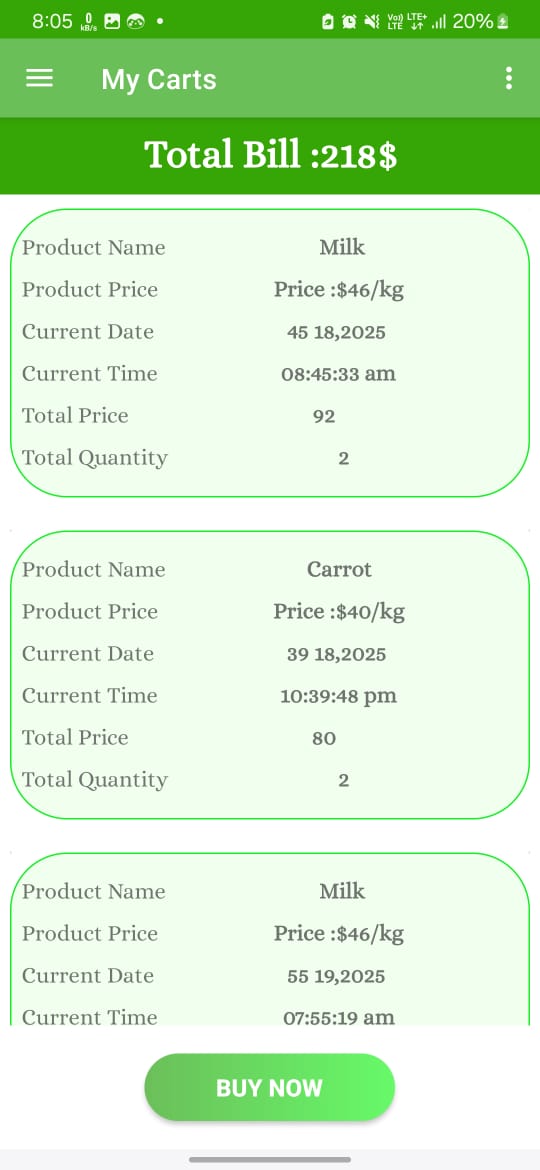 8:05 0 kB/s Vo)) LTE LTE+ 20%
My Carts
Total Bill :218$
Product Name Milk
Product Price Price :$46/kg
Current Date 45 18,2025
Current Time 08:45:33 am
Total Price 92
Total Quantity 2
Product Name Carrot
Product Price Price :$40/kg
Current Date 39 18,2025
Current Time 10:39:48 pm
Total Price 80
Total Quantity 2
Product Name Milk
Product Price Price :$46/kg
Current Date 55 19,2025
Current Time 07:55:19 am
BUY NOW